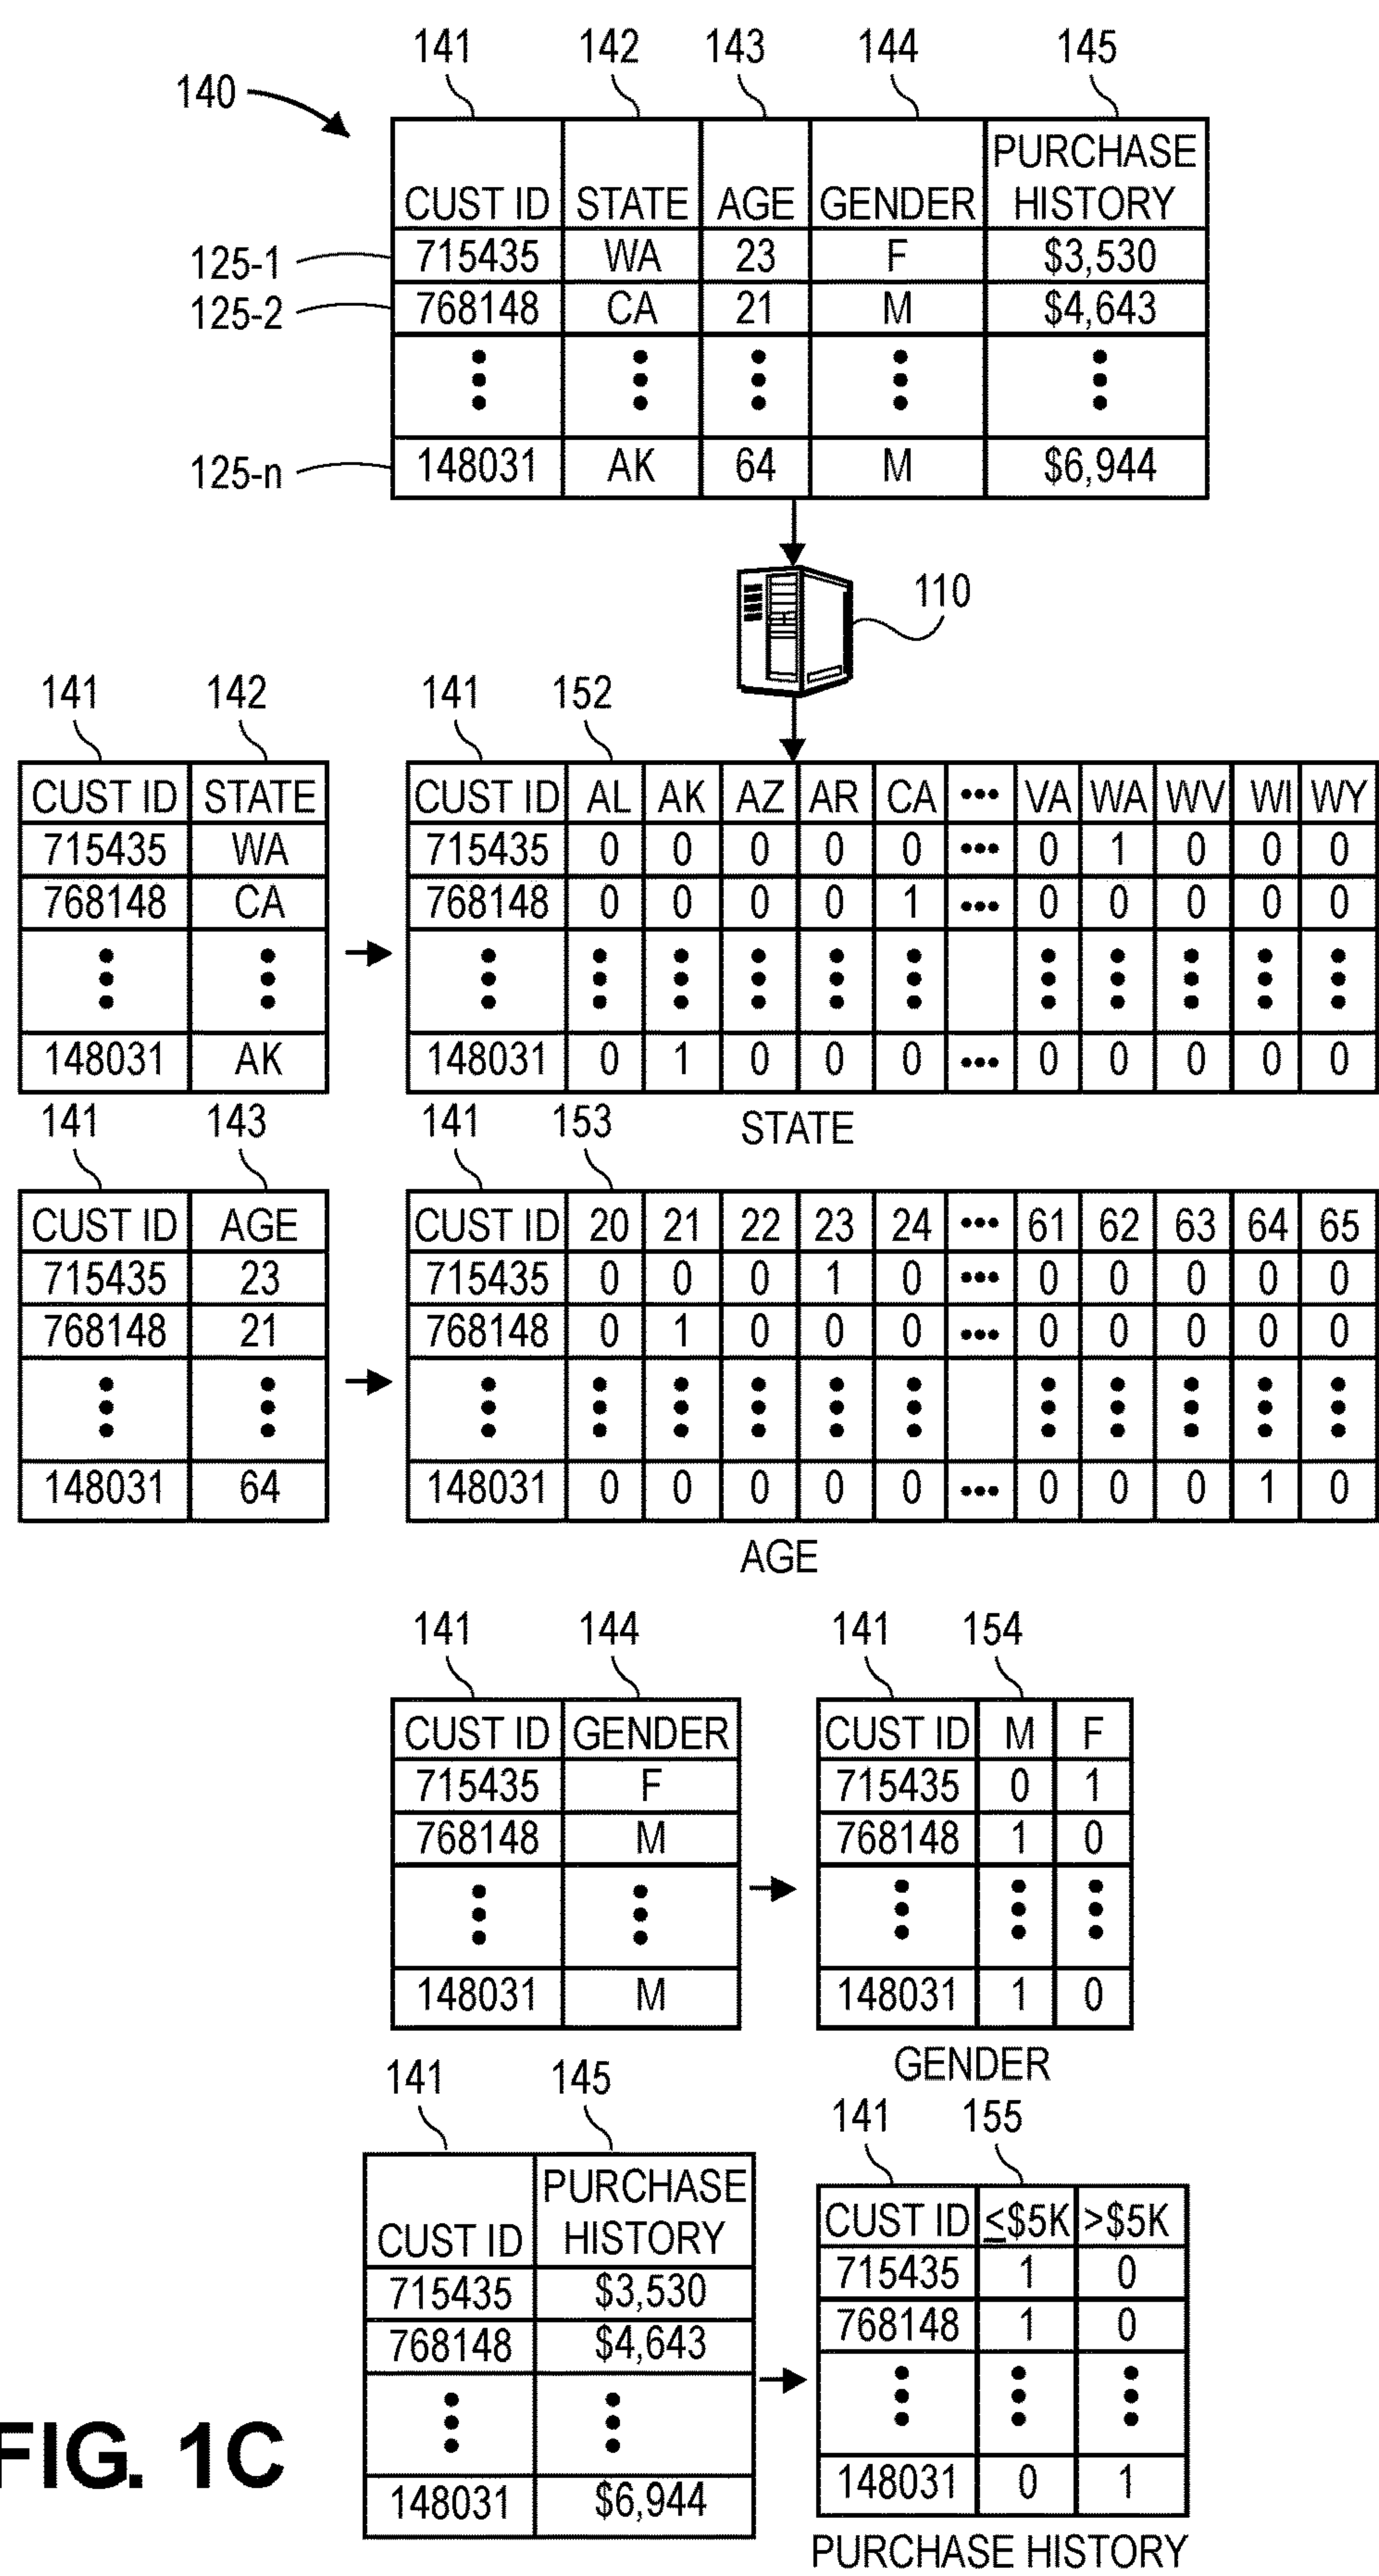 141 142 143 144 145
140
PURCHASE
CUST ID STATE AGE GENDER HISTORY
125-1 715435 WA 23 F $3,530
125-2 768148 CA 21 M $4,643
125-n 148031 AK 64 M $6,944
110
141 142 141 152
CUST ID STATE CUST ID AL AK AZ AR CA ••• VA WA WV WI WY
715435 WA 715435 0 0 0 0 0 ••• 0 1 0 0 0
768148 CA 768148 0 0 0 0 1 ••• 0 0 0 0 0
148031 AK 148031 0 1 0 0 0 ••• 0 0 0 0 0
STATE
141 143 141 153
CUST ID AGE CUST ID 20 21 22 23 24 ••• 61 62 63 64 65
715435 23 715435 0 0 0 1 0 ••• 0 0 0 0 0
768148 21 768148 0 1 0 0 0 ••• 0 0 0 0 0
148031 64 148031 0 0 0 0 0 ••• 0 0 0 1 0
AGE
141 144 141 154
CUST ID GENDER CUST ID M F
715435 F 715435 0 1
768148 M 768148 1 0
148031 M 148031 1 0
GENDER
141 145 141 155
PURCHASE
CUST ID HISTORY CUST ID ≤$5K >$5K
715435 $3,530 715435 1 0
768148 $4,643 768148 1 0
148031 $6,944 148031 0 1
PURCHASE HISTORY
FIG. 1C